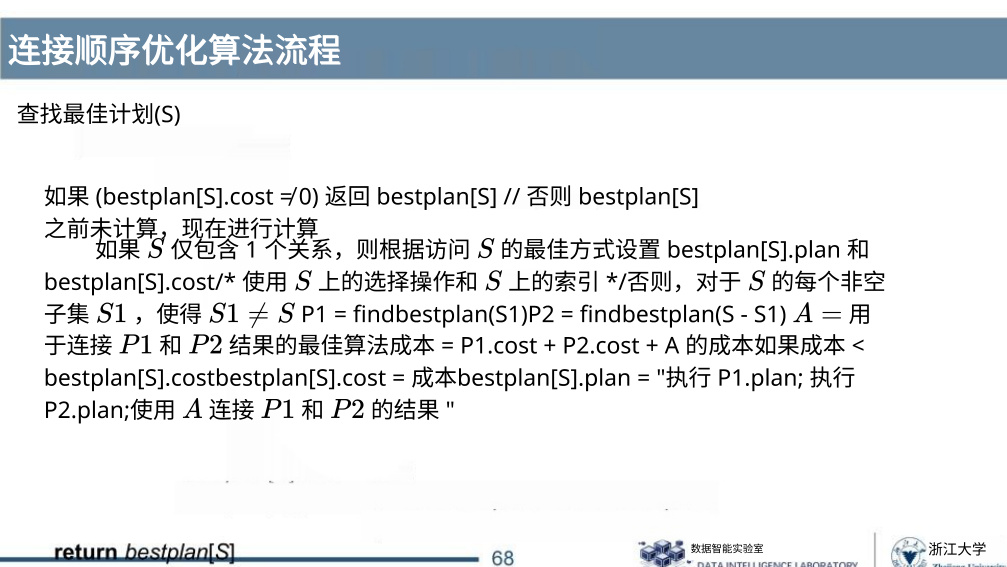 连接顺序优化算法流程
查找最佳计划(S)
如果 (bestplan[S].cost ≠ 0) 返回 bestplan[S] // 否则 bestplan[S]
之前未计算，现在进行计算
如果 S 仅包含 1 个关系，则根据访问 S 的最佳方式设置 bestplan[S].plan 和
bestplan[S].cost/* 使用 S 上的选择操作和 S 上的索引 */否则，对于 S 的每个非空
子集 S1 ，使得 S1 ≠ S P1 = findbestplan(S1)P2 = findbestplan(S - S1) A = 用
于连接 P1 和 P2 结果的最佳算法成本 = P1.cost + P2.cost + A 的成本如果成本 <
bestplan[S].costbestplan[S].cost = 成本bestplan[S].plan = "执行 P1.plan; 执行
P2.plan;使用 A 连接 P1 和 P2 的结果 "
return bestplan[S]
68
数据智能实验室
DATA INTELLIGENCE LABORATORY
浙江大学
Zhejiang University